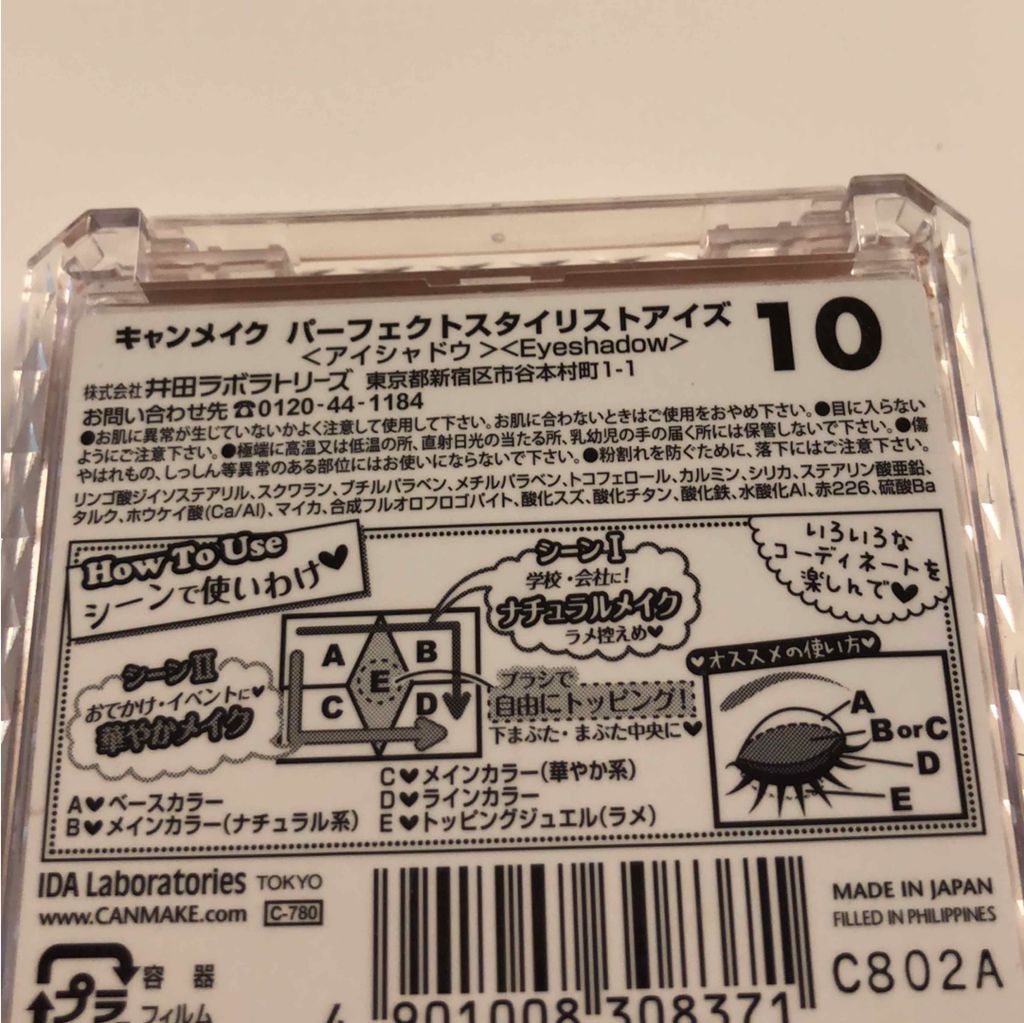 キャンメイク パーフェクトスタイリストアイズ 10
＜アイシャドウ＞＜Eyeshadow＞
株式会社 井田ラボラトリーズ 東京都新宿区市谷本村町1-1
お問い合わせ先☎0120-44-1184
●お肌に異常が生じていないかよく注意して使用して下さい。お肌に合わないときはご使用をおやめ下さい。●目に入らない
ようにご注意下さい。●極端に高温又は低温の所、直射日光の当たる所、乳幼児の手の届く所には保管しないで下さい。●傷
やはれもの、しっしん等異常のある部位にはお使いにならないで下さい。●粉割れを防ぐために、落下にはご注意下さい。
リンゴ酸ジイソステアリル、スクワラン、ブチルパラベン、メチルパラベン、トコフェロール、カルミン、シリカ、ステアリン酸亜鉛、
タルク、ホウケイ酸(Ca/Al)、マイカ、合成フルオロフロゴパイト、酸化スズ、酸化チタン、酸化鉄、水酸化Al、赤226、硫酸Ba
How To Use
シーンで使いわけ♥
シーンⅠ
学校・会社に!
ナチュラルメイク
ラメ控えめ♥
いろいろな
コーディネートを
楽しんで♥
シーンⅡ
おでかけ・イベントに♥
華やかメイク
A
B
C
D
E
ブラシで
自由にトッピング!
下まぶた・まぶた中央に♥
♥オススメの使い方♥
A
B or C
D
E
A♥ベースカラー
B♥メインカラー(ナチュラル系)
C♥メインカラー(華やか系)
D♥ラインカラー
E♥トッピングジュエル(ラメ)
IDA Laboratories TOKYO
www.CANMAKE.com C-780
MADE IN JAPAN
FILLED IN PHILIPPINES
C802A
プラ
容器
フィルム
4 901008 308371